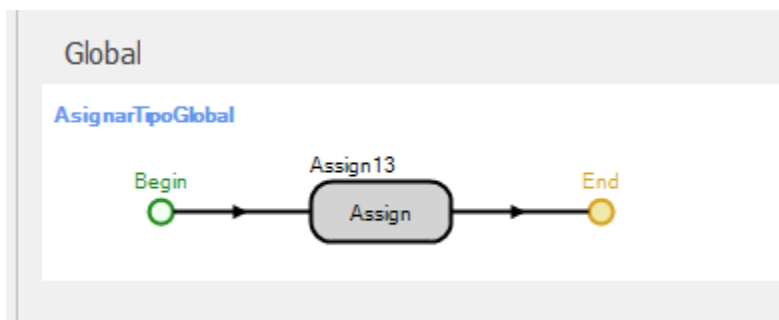 Global
AsignarTipoGlobal
Assign13
Begin
End
Assign